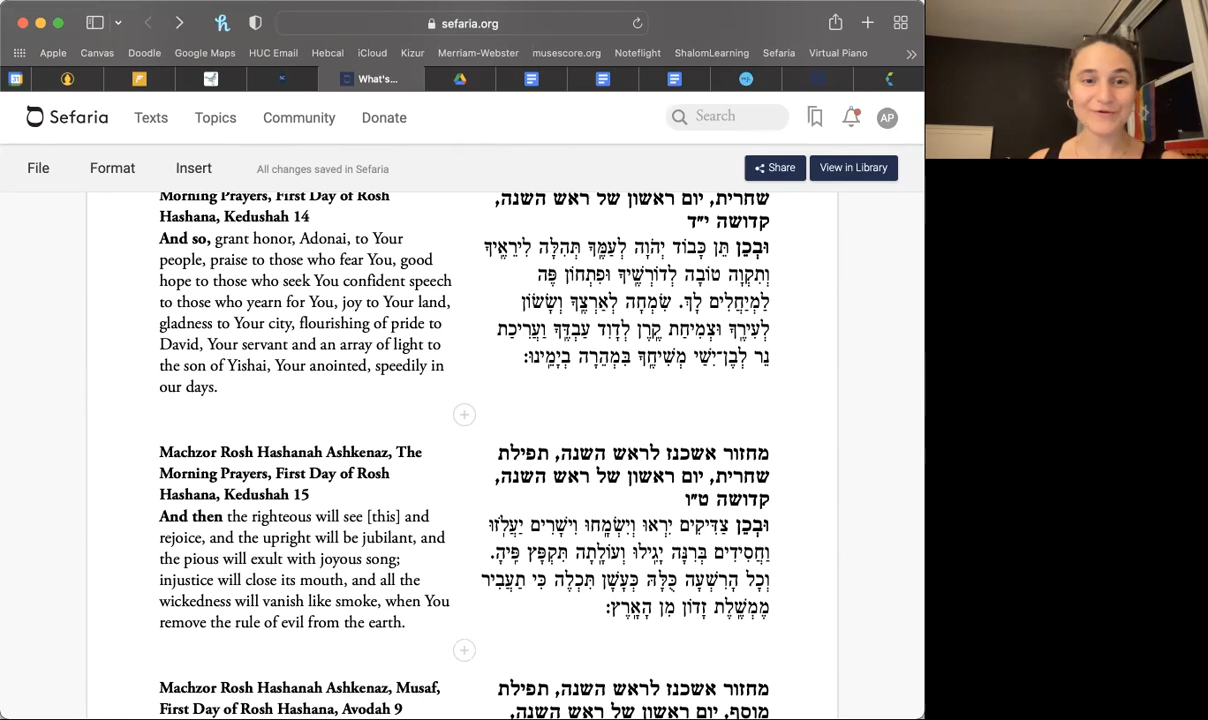 sefaria.org
Apple Canvas Doodle Google Maps HUC Email Hebcal iCloud Kizur Merriam-Webster musescore.org Noteflight ShalomLearning Sefaria Virtual Piano
What's...
Sefaria Texts Topics Community Donate Search AP
File Format Insert All changes saved in Sefaria Share View in Library
Morning Prayers, First Day of Rosh
Hashana, Kedushah 14
And so, grant honor, Adonai, to Your
people, praise to those who fear You, good
hope to those who seek You confident speech
to those who yearn for You, joy to Your land,
gladness to Your city, flourishing of pride to
David, Your servant and an array of light to
the son of Yishai, Your anointed, speedily in
our days.
שחרית, יום ראשון של ראש השנה,
קדושה י״ד
וּבְכֵן תֵּן כָּבוֹד יְהֹוָה לְעַמֶּֽךָ תְּהִלָּה לִירֵאֶֽיךָ
וְתִקְוָה טוֹבָה לְדוֹרְשֶֽׁיךָ וּפִתְחוֹן פֶּה
לַמְיַחֲלִים לָךְ. שִׂמְחָה לְאַרְצֶֽךָ וְשָׂשׂוֹן
לְעִירֶֽךָ וּצְמִיחַת קֶֽרֶן לְדָוִד עַבְדֶּֽךָ וַעֲרִיכַת
נֵר לְבֶן־יִשַׁי מְשִׁיחֶֽךָ בִּמְהֵרָה בְיָמֵֽינוּ:
Machzor Rosh Hashanah Ashkenaz, The
Morning Prayers, First Day of Rosh
Hashana, Kedushah 15
And then the righteous will see [this] and
rejoice, and the upright will be jubilant, and
the pious will exult with joyous song;
injustice will close its mouth, and all the
wickedness will vanish like smoke, when You
remove the rule of evil from the earth.
מחזור אשכנז לראש השנה, תפילת
שחרית, יום ראשון של ראש השנה,
קדושה ט״ו
וּבְכֵן צַדִּיקִים יִרְאוּ וְיִשְׂמָֽחוּ וִישָׁרִים יַעֲלֹֽזוּ
וַחֲסִידִים בְּרִנָּה יָגִֽילוּ וְעוֹלָֽתָה תִּקְפָּץ פִּֽיהָ.
וְכָל הָרִשְׁעָה כֻּלָּהּ כְּעָשָׁן תִּכְלֶה כִּי תַעֲבִיר
מֶמְשֶֽׁלֶת זָדוֹן מִן הָאָֽרֶץ:
Machzor Rosh Hashanah Ashkenaz, Musaf,
First Day of Rosh Hashana, Avodah 9
מחזור אשכנז לראש השנה, תפילת
מוסף, יום ראשון של ראש השנה,